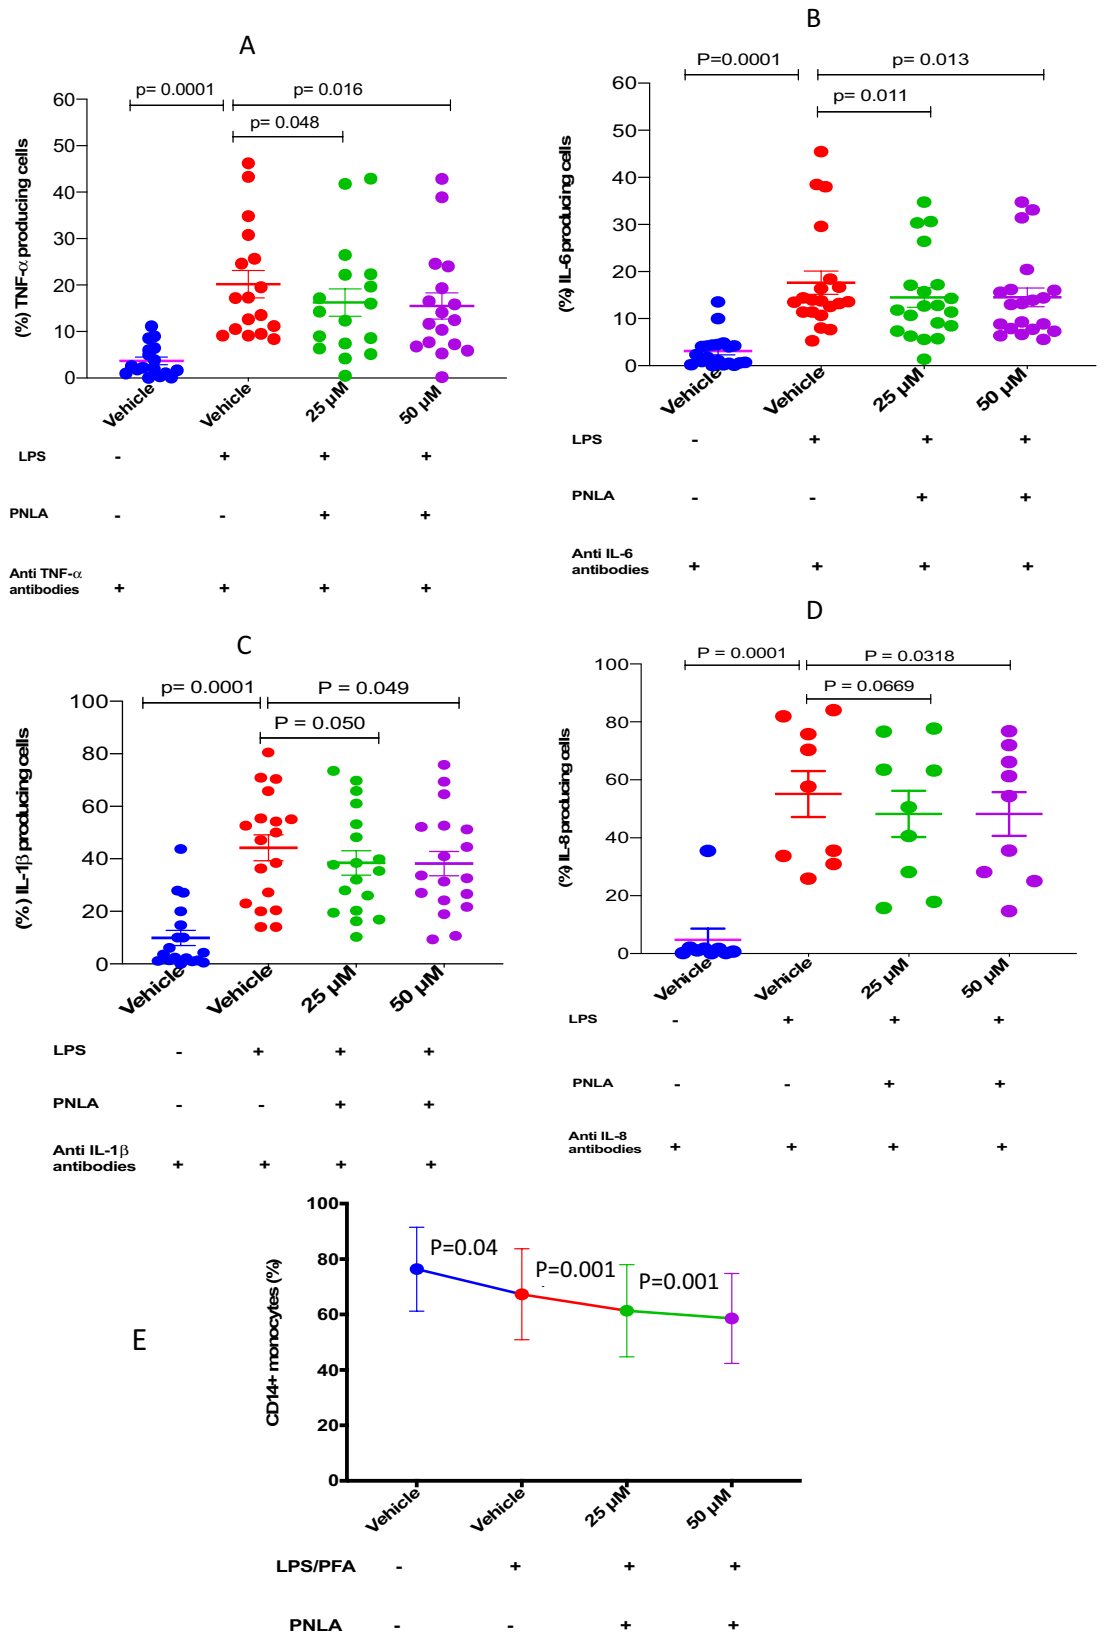 A
p= 0.0001
p= 0.016
p= 0.048
(%) TNF-α producing cells
60
50
40
30
20
10
0
Vehicle
Vehicle
25 µM
50 µM
LPS - + + +
PNLA - - + +
Anti TNF-α
antibodies + + + +
B
P=0.0001
p= 0.013
p= 0.011
(%) IL-6 producing cells
60
50
40
30
20
10
0
Vehicle
Vehicle
25 µM
50 µM
LPS - + + +
PNLA - - + +
Anti IL-6
antibodies + + + +
C
p= 0.0001
P = 0.049
P = 0.050
(%) IL-1β producing cells
100
80
60
40
20
0
Vehicle
Vehicle
25 µM
50 µM
LPS - + + +
PNLA - - + +
Anti IL-1β
antibodies + + + +
D
P = 0.0001
P = 0.0318
P = 0.0669
(%) IL-8 producing cells
100
80
60
40
20
0
Vehicle
Vehicle
25 µM
50 µM
LPS - + + +
PNLA - - + +
Anti IL-8
antibodies + + + +
E
CD14+ monocytes (%)
100
80
60
40
20
0
P=0.04
P=0.001
P=0.001
Vehicle
Vehicle
25 µM
50 µM
LPS/PFA - + + +
PNLA - - + +